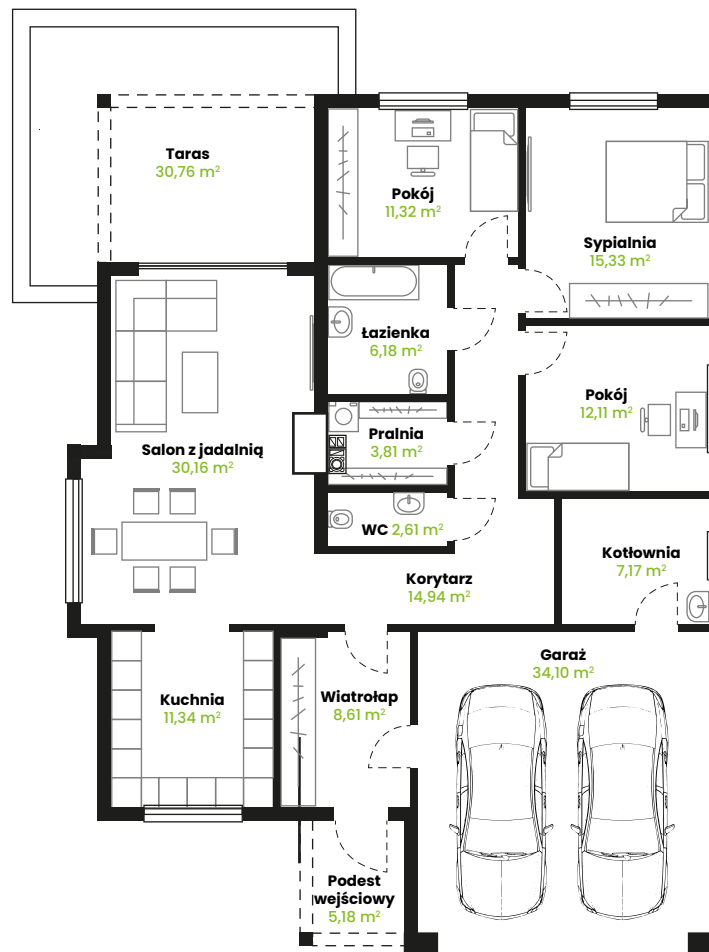 Taras
30,76 m²
Pokój
11,32 m²
Sypialnia
15,33 m²
Łazienka
6,18 m²
Pokój
12,11 m²
Pralnia
3,81 m²
Salon z jadalnią
30,16 m²
WC 2,61 m²
Kotłownia
7,17 m²
Korytarz
14,94 m²
Garaż
34,10 m²
Kuchnia
11,34 m²
Wiatrołap
8,61 m²
Podest
wejściowy
5,18 m²